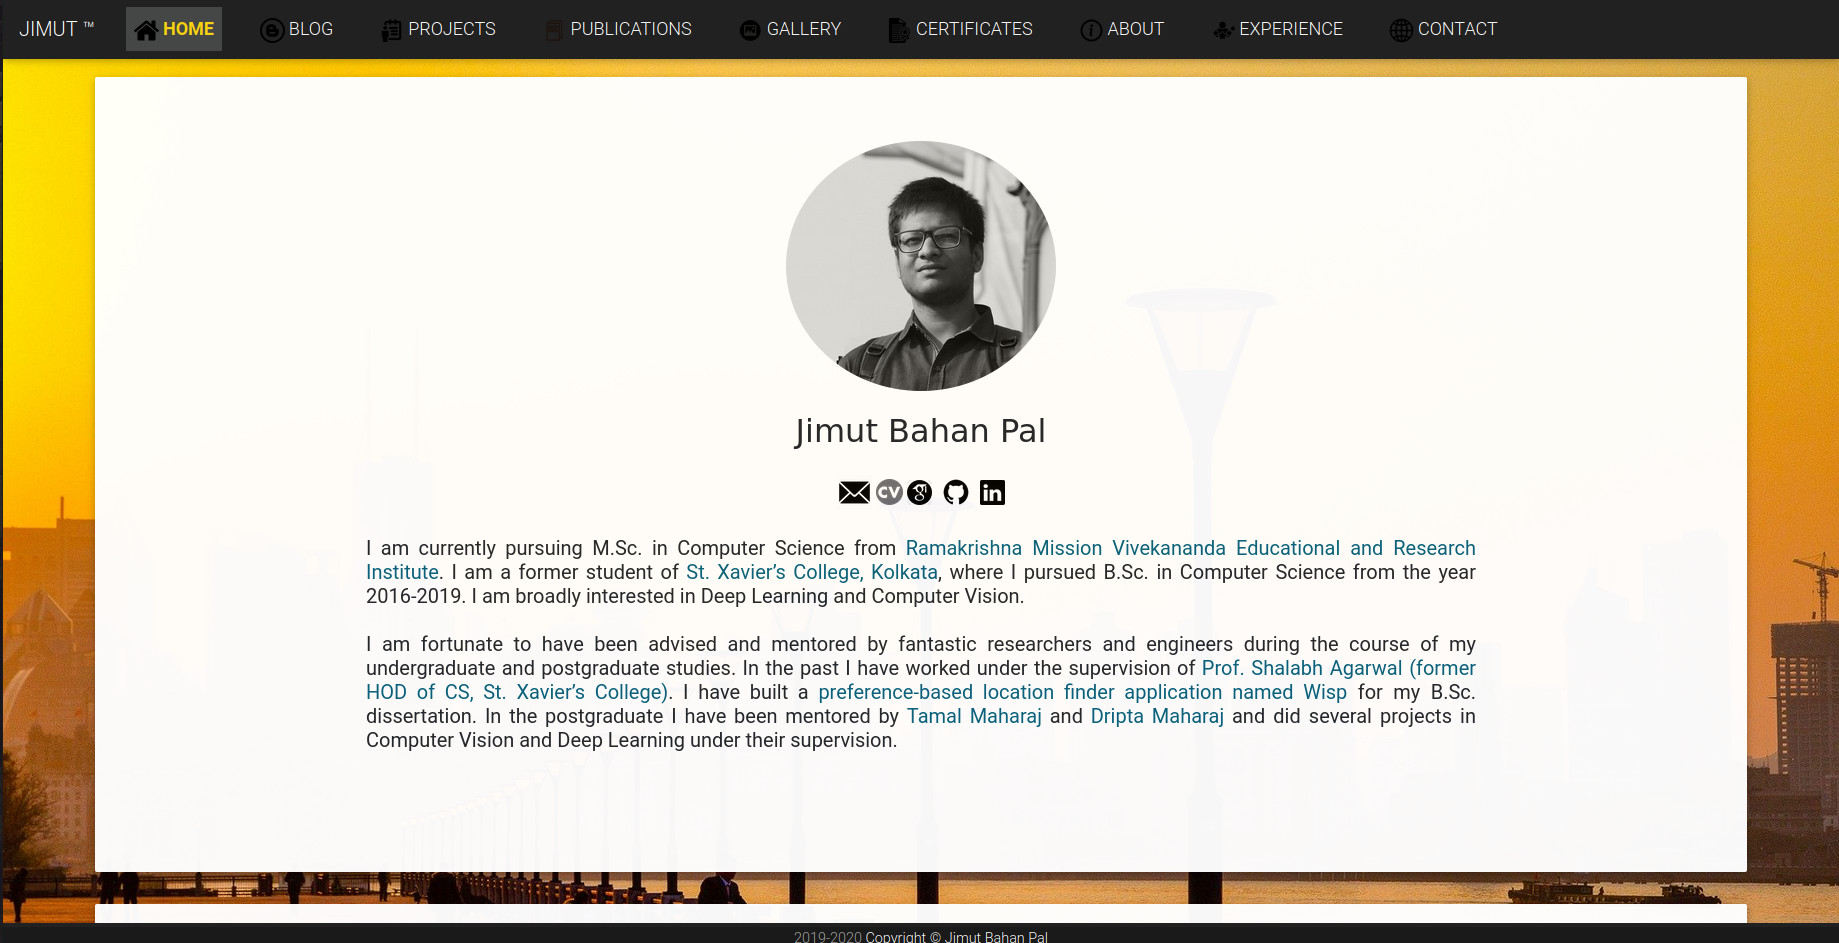 JIMUT ™ HOME BLOG PROJECTS PUBLICATIONS GALLERY CERTIFICATES ABOUT EXPERIENCE CONTACT
Jimut Bahan Pal
CV g in
I am currently pursuing M.Sc. in Computer Science from Ramakrishna Mission Vivekananda Educational and Research
Institute. I am a former student of St. Xavier’s College, Kolkata, where I pursued B.Sc. in Computer Science from the year
2016-2019. I am broadly interested in Deep Learning and Computer Vision.
I am fortunate to have been advised and mentored by fantastic researchers and engineers during the course of my
undergraduate and postgraduate studies. In the past I have worked under the supervision of Prof. Shalabh Agarwal (former
HOD of CS, St. Xavier’s College). I have built a preference-based location finder application named Wisp for my B.Sc.
dissertation. In the postgraduate I have been mentored by Tamal Maharaj and Dripta Maharaj and did several projects in
Computer Vision and Deep Learning under their supervision.
2019-2020 Copyright © Jimut Bahan Pal